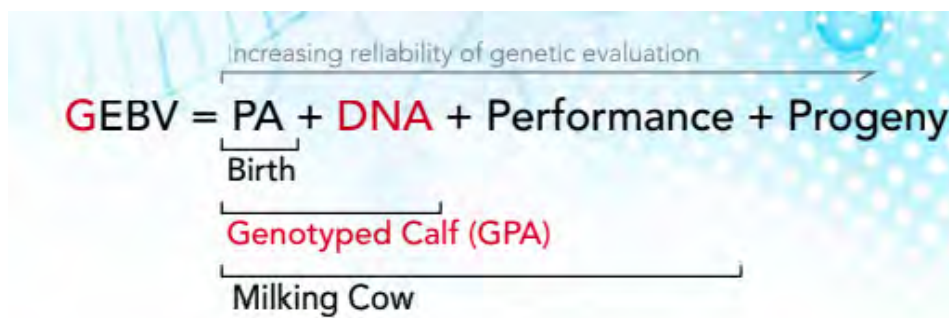 Increasing reliability of genetic evaluation
GEBV = PA + DNA + Performance + Progeny
Birth
Genotyped Calf (GPA)
Milking Cow